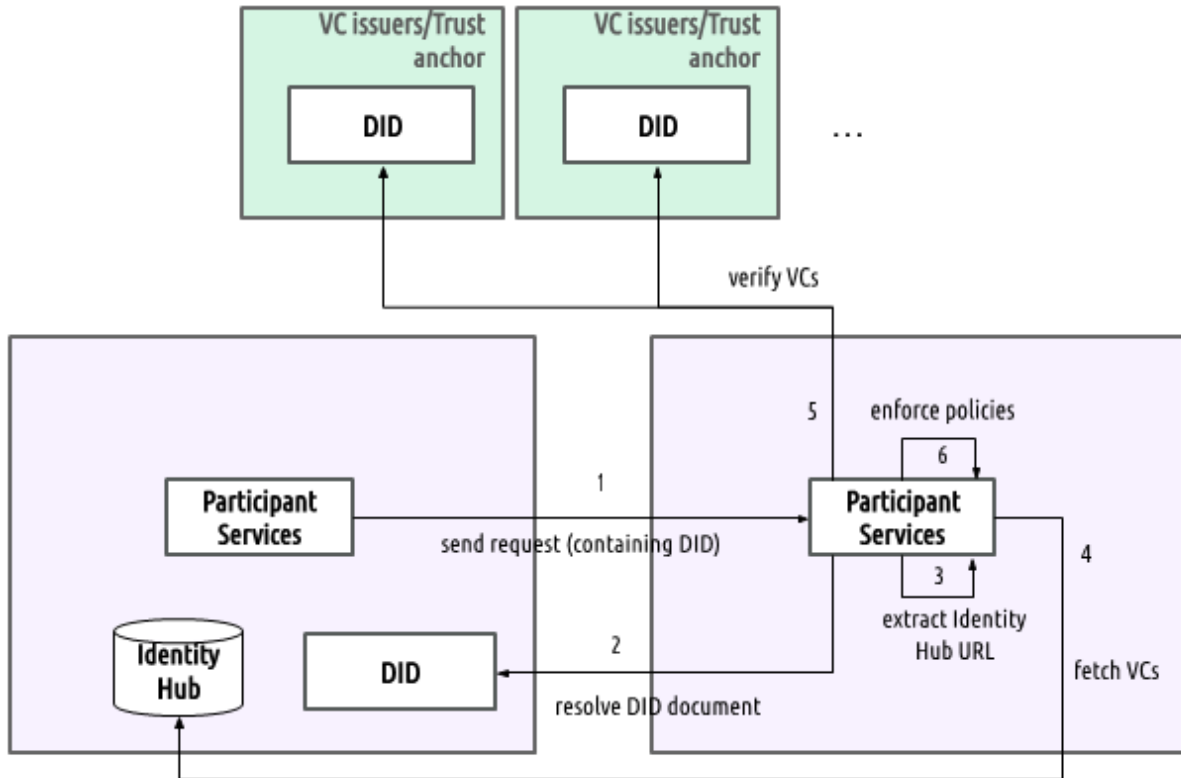 VC issuers/Trust
anchor
DID
VC issuers/Trust
anchor
DID
...
verify VCs
5
enforce policies
6
Participant
Services
1
send request (containing DID)
Participant
Services
3
extract Identity
Hub URL
4
fetch VCs
Identity
Hub
DID
2
resolve DID document